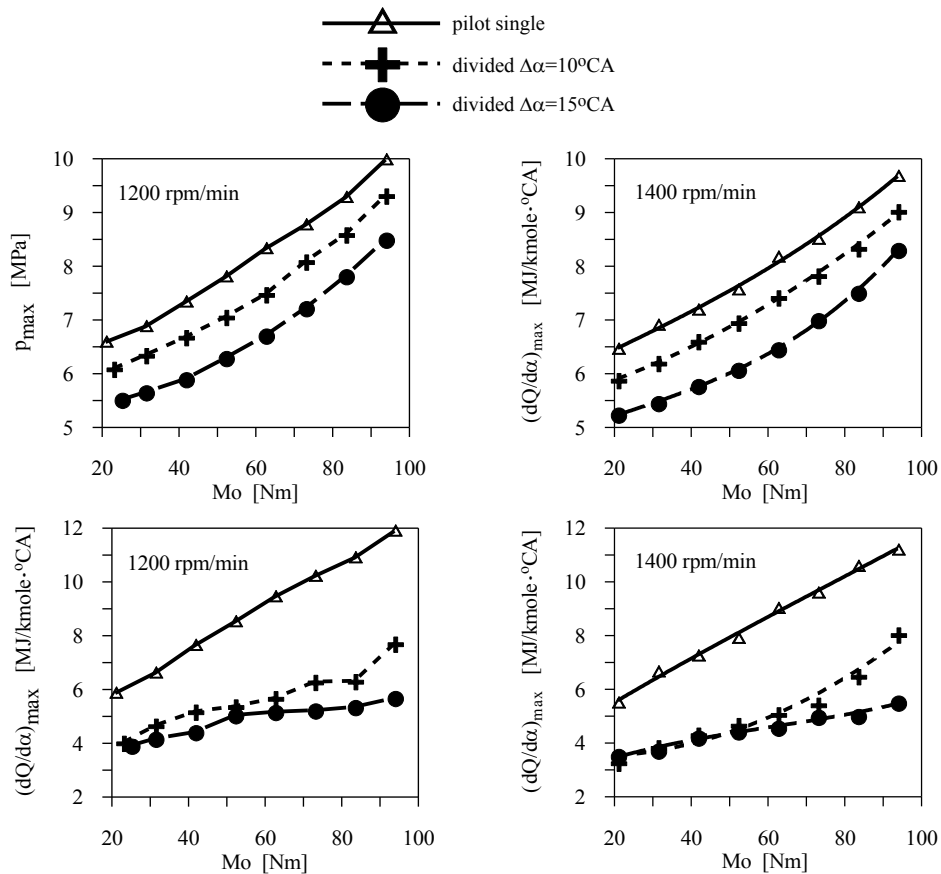 pilot single
divided Δα=10ºCA
divided Δα=15ºCA
10
9
8
7
6
5
p max [MPa]
1200 rpm/min
20 40 60 80 100
Mo [Nm]
10
9
8
7
6
5
(dQ/dα)max [MJ/kmole·ºCA]
1400 rpm/min
20 40 60 80 100
Mo [Nm]
12
10
8
6
4
2
(dQ/dα)max [MJ/kmole·ºCA]
1200 rpm/min
20 40 60 80 100
Mo [Nm]
12
10
8
6
4
2
(dQ/dα)max [MJ/kmole·ºCA]
1400 rpm/min
20 40 60 80 100
Mo [Nm]